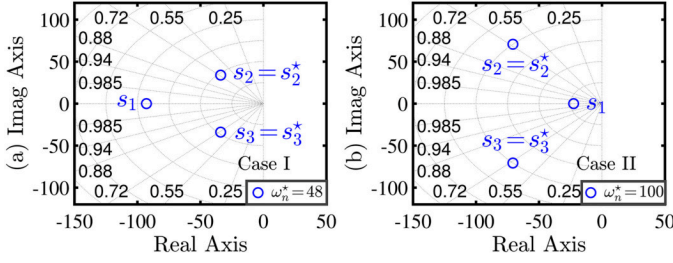 0.72 0.55 0.25
100
0.88
0.94
50
0.985
s₂ = s₂⋆
s₁
0
0.985
s₃ = s₃⋆
-50
0.94
0.88
Case I
-100
0.72 0.55 0.25
ωₙ⋆ = 48
-150 -100 -50 0 50
Real Axis
(a) Imag Axis
0.72 0.55 0.25
100
0.88
0.94
50
0.985
s₂ = s₂⋆
0
s₁
0.985
s₃ = s₃⋆
-50
0.94
0.88
Case II
-100
0.72 0.55 0.25
ωₙ⋆ = 100
-150 -100 -50 0 50
Real Axis
(b) Imag Axis